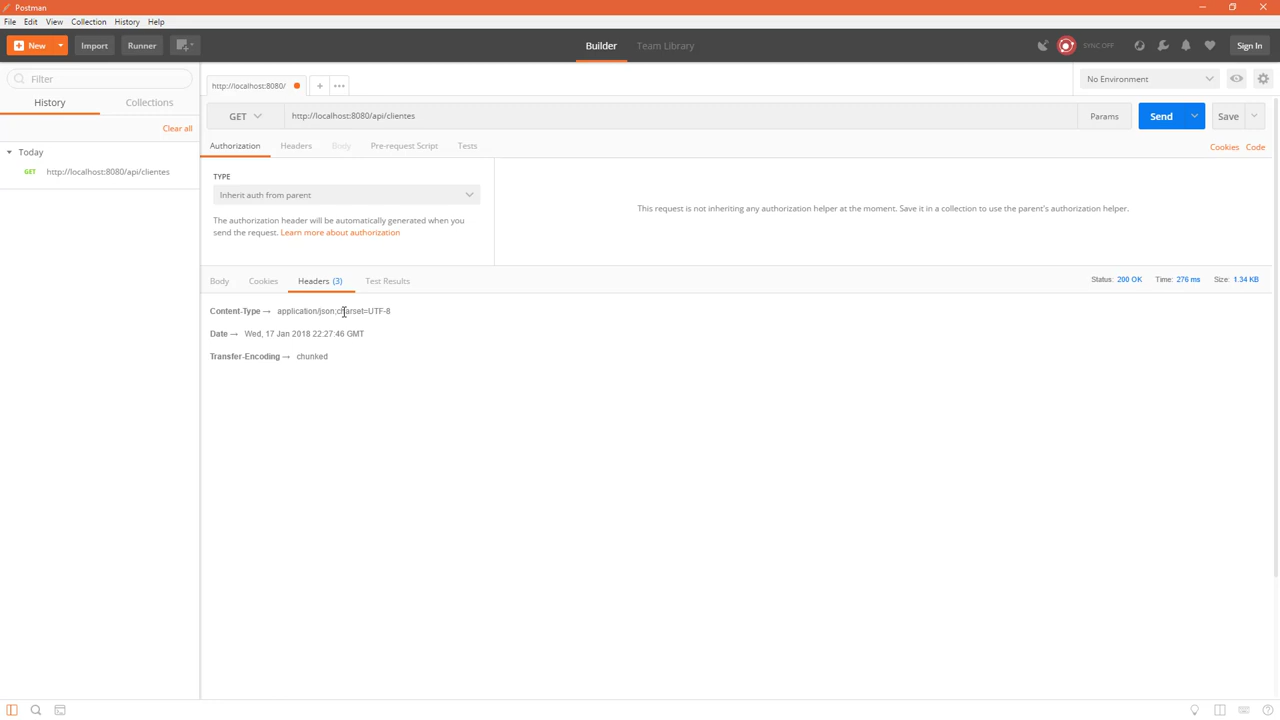 Postman
File Edit View Collection History Help
New Import Runner Builder Team Library SYNC OFF Sign In
Filter
History Collections
Clear all
Today
GET http://localhost:8080/api/clientes
http://localhost:8080/ + ••• No Environment
GET http://localhost:8080/api/clientes Params Send Save
Authorization Headers Body Pre-request Script Tests Cookies Code
TYPE
Inherit auth from parent
The authorization header will be automatically generated when you
send the request. Learn more about authorization
This request is not inheriting any authorization helper at the moment. Save it in a collection to use the parent's authorization helper.
Body Cookies Headers (3) Test Results Status: 200 OK Time: 276 ms Size: 1.34 KB
Content-Type → application/json;charset=UTF-8
Date → Wed, 17 Jan 2018 22:27:46 GMT
Transfer-Encoding → chunked